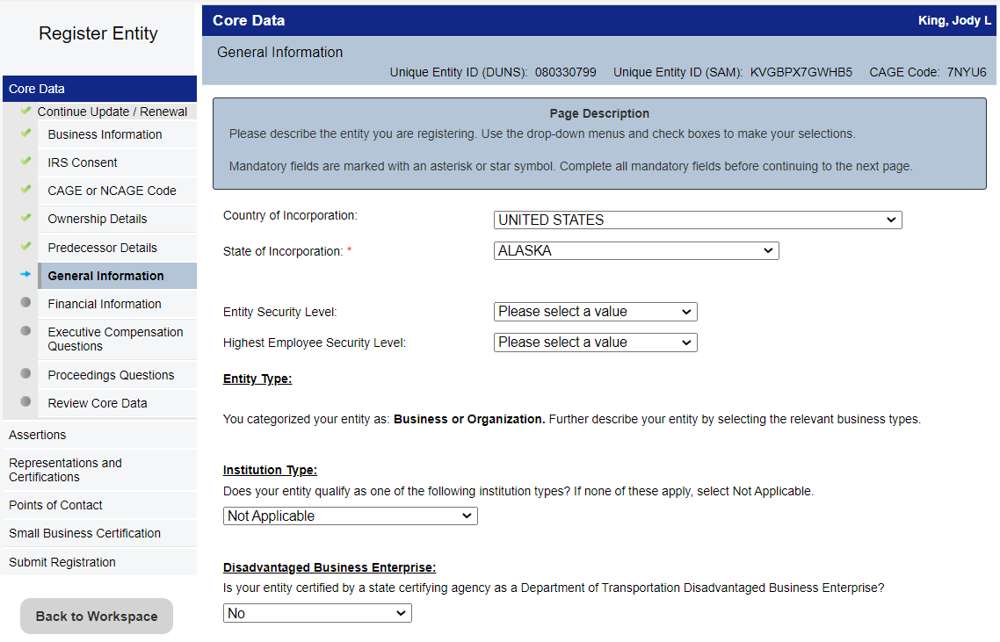 Register Entity
Core Data
Continue Update / Renewal
Business Information
IRS Consent
CAGE or NCAGE Code
Ownership Details
Predecessor Details
General Information
Financial Information
Executive Compensation
Questions
Proceedings Questions
Review Core Data
Assertions
Representations and
Certifications
Points of Contact
Small Business Certification
Submit Registration
Back to Workspace
Core Data King, Jody L
General Information
Unique Entity ID (DUNS): 080330799 Unique Entity ID (SAM): KVGBPX7GWHB5 CAGE Code: 7NYU6
Page Description
Please describe the entity you are registering. Use the drop-down menus and check boxes to make your selections.
Mandatory fields are marked with an asterisk or star symbol. Complete all mandatory fields before continuing to the next page.
Country of Incorporation: UNITED STATES
State of Incorporation: * ALASKA
Entity Security Level: Please select a value
Highest Employee Security Level: Please select a value
Entity Type:
You categorized your entity as: Business or Organization. Further describe your entity by selecting the relevant business types.
Institution Type:
Does your entity qualify as one of the following institution types? If none of these apply, select Not Applicable.
Not Applicable
Disadvantaged Business Enterprise:
Is your entity certified by a state certifying agency as a Department of Transportation Disadvantaged Business Enterprise?
No